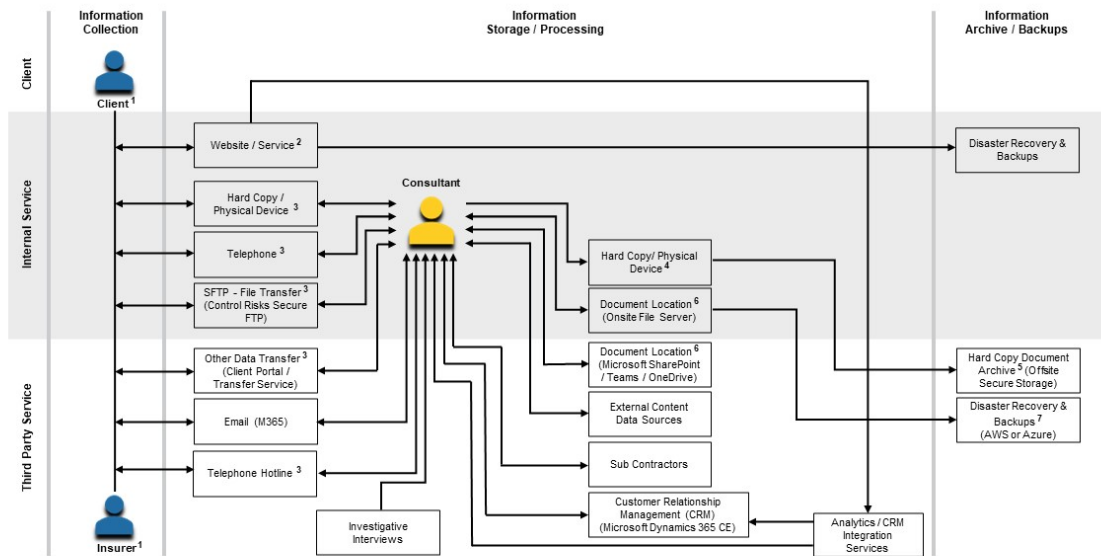 Information
Collection
Information
Storage / Processing
Information
Archive / Backups
Client
Client 1
Internal Service
Website / Service 2
Disaster Recovery &
Backups
Consultant
Hard Copy /
Physical Device 3
Telephone 3
Hard Copy/ Physical
Device 4
SFTP - File Transfer 3
(Control Risks Secure
FTP)
Document Location 6
(Onsite File Server)
Third Party Service
Other Data Transfer 3
(Client Portal /
Transfer Service)
Document Location 6
(Microsoft SharePoint
/ Teams / OneDrive)
Hard Copy Document
Archive 5 (Offsite
Secure Storage)
Email (M365)
External Content
Data Sources
Disaster Recovery &
Backups 7
(AWS or Azure)
Telephone Hotline 3
Sub Contractors
Investigative
Interviews
Customer Relationship
Management (CRM)
(Microsoft Dynamics 365 CE)
Analytics / CRM
Integration
Services
Insurer 1